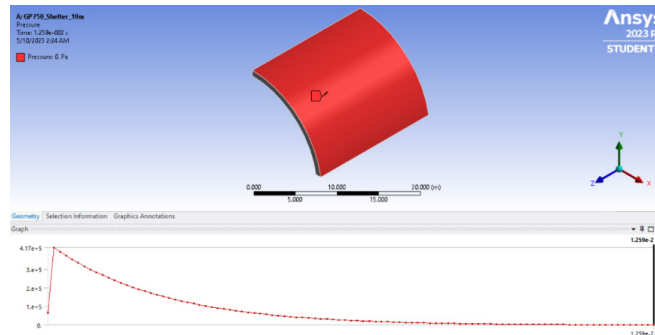 A: GP750_Shelter_10m
Pressure
Time: 1.259e-002 s
5/10/2023 2:24 AM
Pressure: 0. Pa
Ansys
2023 R
STUDENT
0.000
10.000
20.000 (m)
5.000
15.000
Y
Z
X
Geometry Selection Information Graphics Annotations
Graph
1.259e-2
4.17e+5
3.e+5
2.e+5
1.e+5
0.
1.259e-2